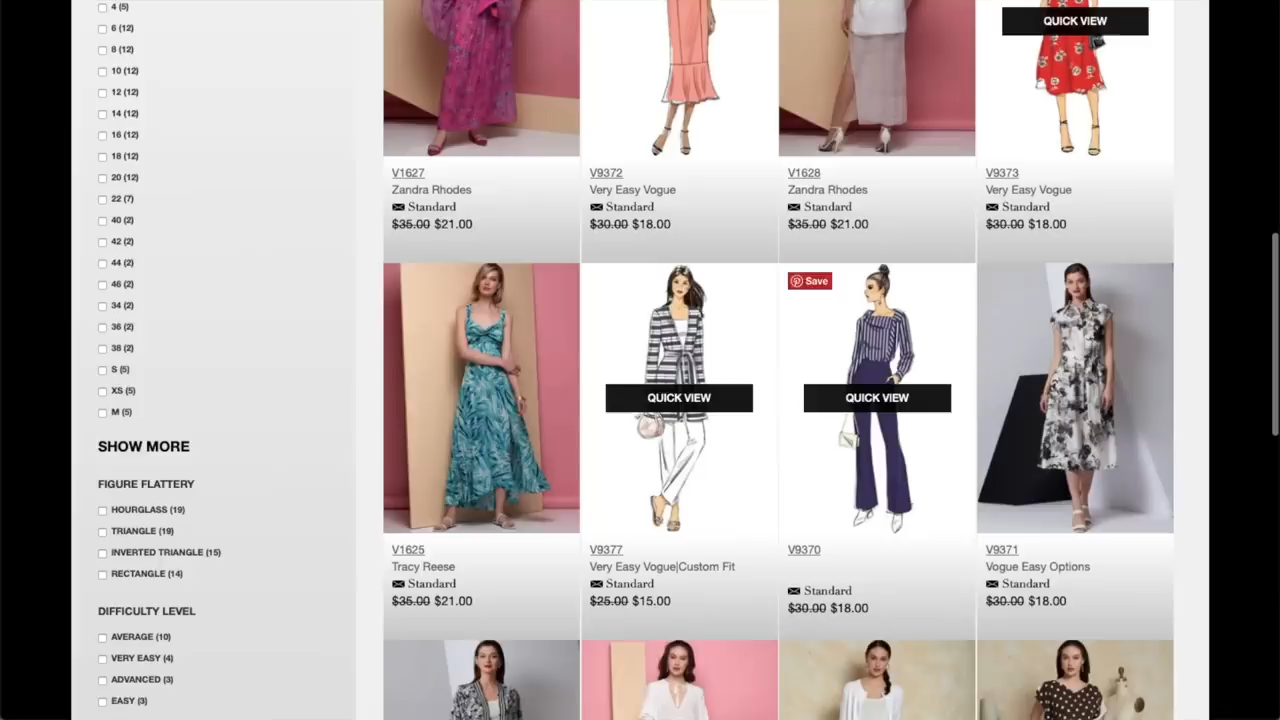 4 (5)
6 (12)
8 (12)
10 (12)
12 (12)
14 (12)
16 (12)
18 (12)
20 (12)
22 (7)
40 (2)
42 (2)
44 (2)
46 (2)
34 (2)
36 (2)
38 (2)
S (5)
XS (5)
M (5)
SHOW MORE
FIGURE FLATTERY
HOURGLASS (19)
TRIANGLE (19)
INVERTED TRIANGLE (15)
RECTANGLE (14)
DIFFICULTY LEVEL
AVERAGE (10)
VERY EASY (4)
ADVANCED (3)
EASY (3)
V1627
Zandra Rhodes
Standard
$35.00 $21.00
V9372
Very Easy Vogue
Standard
$30.00 $18.00
V1628
Zandra Rhodes
Standard
$35.00 $21.00
QUICK VIEW
V9373
Very Easy Vogue
Standard
$30.00 $18.00
V1625
Tracy Reese
Standard
$35.00 $21.00
QUICK VIEW
V9377
Very Easy Vogue|Custom Fit
Standard
$25.00 $15.00
Save
QUICK VIEW
V9370
Standard
$30.00 $18.00
V9371
Vogue Easy Options
Standard
$30.00 $18.00